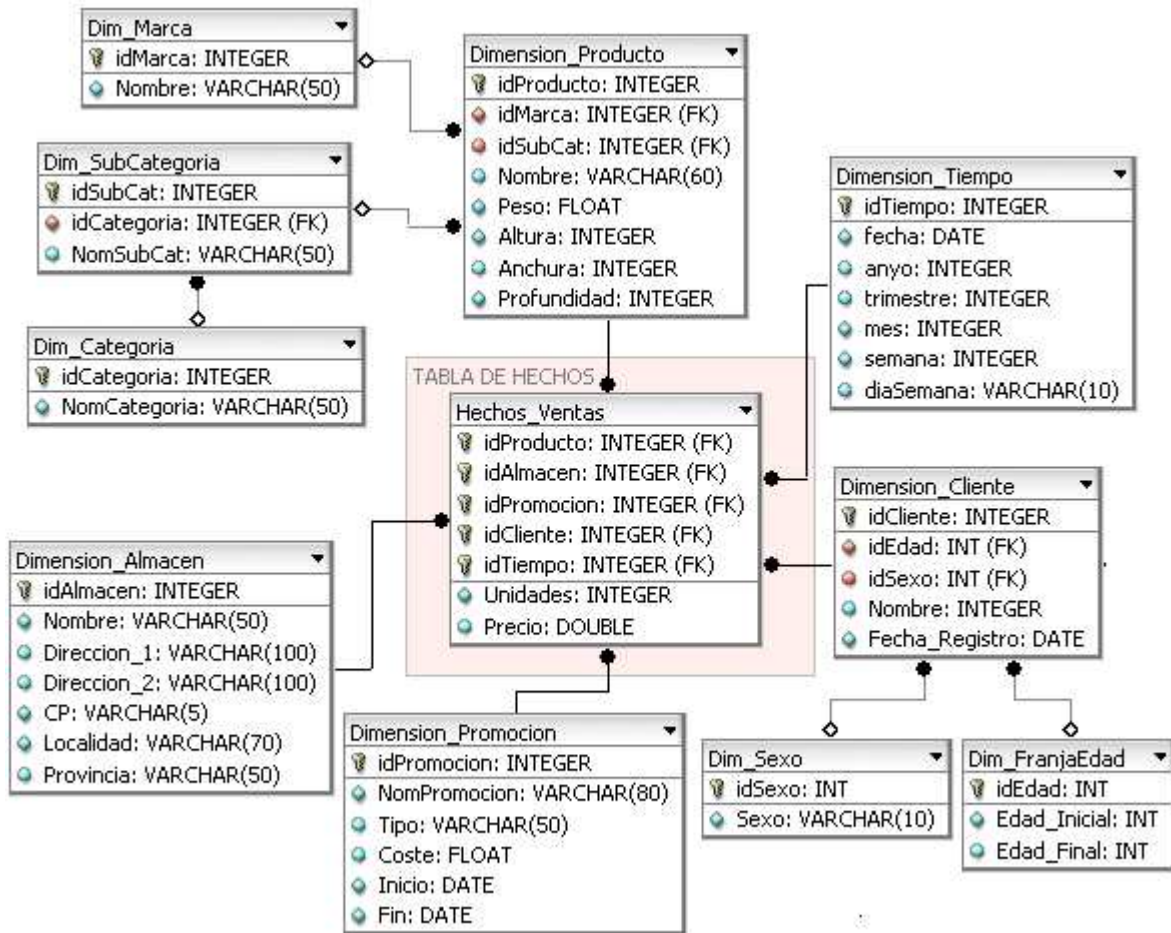 Dim_Marca
idMarca: INTEGER
Nombre: VARCHAR(50)
Dimension_Producto
idProducto: INTEGER
idMarca: INTEGER (FK)
idSubCat: INTEGER (FK)
Nombre: VARCHAR(60)
Peso: FLOAT
Altura: INTEGER
Anchura: INTEGER
Profundidad: INTEGER
Dim_SubCategoria
idSubCat: INTEGER
idCategoria: INTEGER (FK)
NomSubCat: VARCHAR(50)
Dimension_Tiempo
idTiempo: INTEGER
fecha: DATE
anyo: INTEGER
trimestre: INTEGER
mes: INTEGER
semana: INTEGER
diaSemana: VARCHAR(10)
Dim_Categoria
idCategoria: INTEGER
NomCategoria: VARCHAR(50)
TABLA DE HECHOS
Hechos_Ventas
idProducto: INTEGER (FK)
idAlmacen: INTEGER (FK)
idPromocion: INTEGER (FK)
idCliente: INTEGER (FK)
idTiempo: INTEGER (FK)
Unidades: INTEGER
Precio: DOUBLE
Dimension_Cliente
idCliente: INTEGER
idEdad: INT (FK)
idSexo: INT (FK)
Nombre: INTEGER
Fecha_Registro: DATE
Dimension_Almacen
idAlmacen: INTEGER
Nombre: VARCHAR(50)
Direccion_1: VARCHAR(100)
Direccion_2: VARCHAR(100)
CP: VARCHAR(5)
Localidad: VARCHAR(70)
Provincia: VARCHAR(50)
Dimension_Promocion
idPromocion: INTEGER
NomPromocion: VARCHAR(80)
Tipo: VARCHAR(50)
Coste: FLOAT
Inicio: DATE
Fin: DATE
Dim_Sexo
idSexo: INT
Sexo: VARCHAR(10)
Dim_FranjaEdad
idEdad: INT
Edad_Inicial: INT
Edad_Final: INT